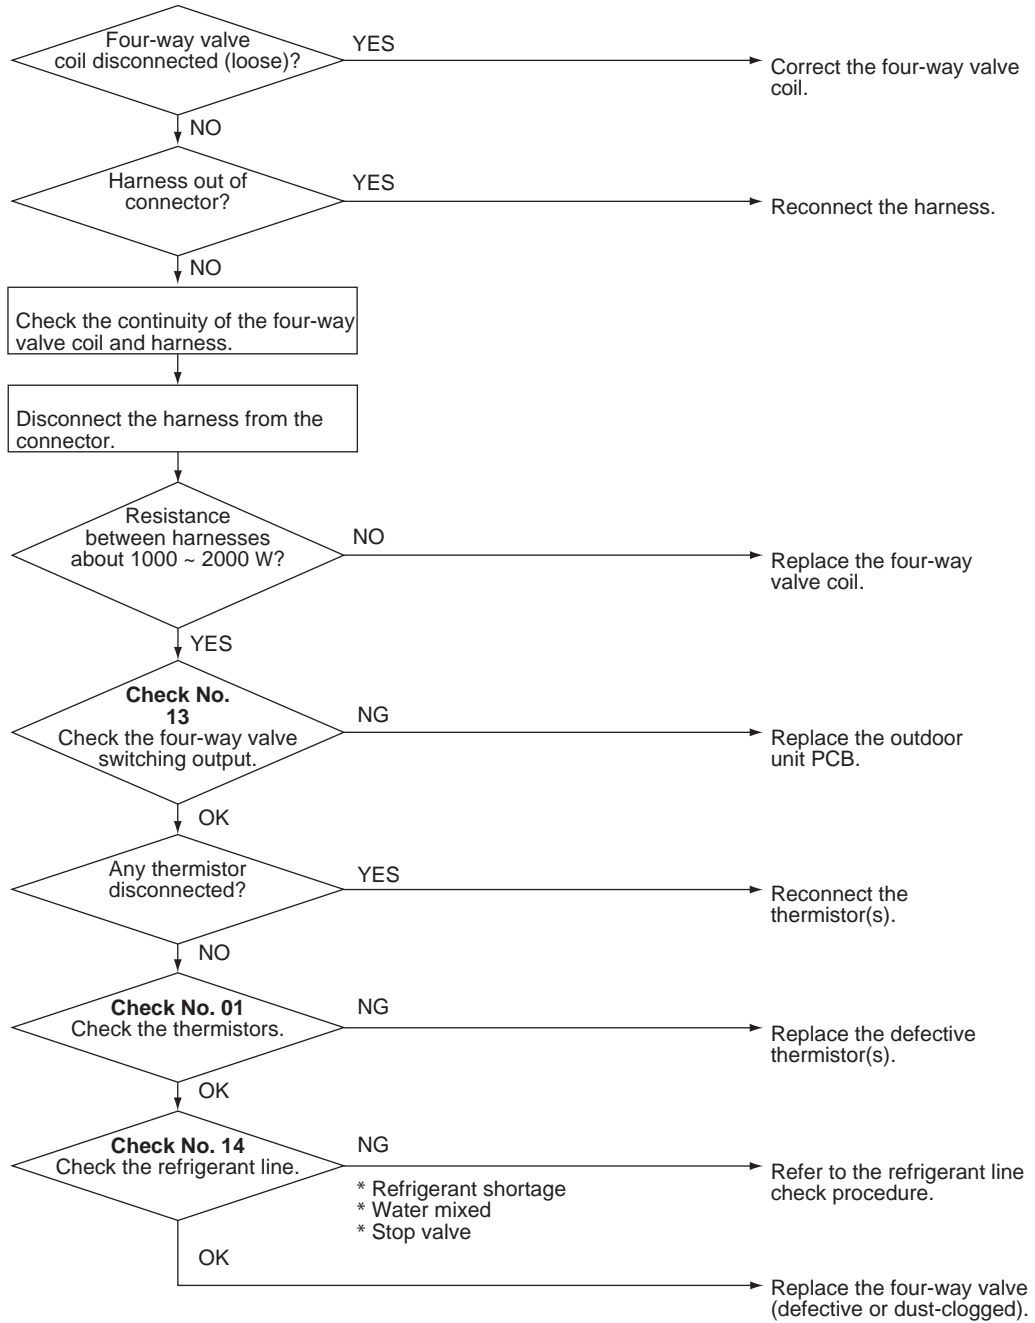 Four-way valve
coil disconnected (loose)?
YES
Correct the four-way valve
coil.
NO
Harness out of
connector?
YES
Reconnect the harness.
NO
Check the continuity of the four-way
valve coil and harness.
Disconnect the harness from the
connector.
Resistance
between harnesses
about 1000 ~ 2000 W?
NO
Replace the four-way
valve coil.
YES
Check No.
13
Check the four-way valve
switching output.
NG
Replace the outdoor
unit PCB.
OK
Any thermistor
disconnected?
YES
Reconnect the
thermistor(s).
NO
Check No. 01
Check the thermistors.
NG
Replace the defective
thermistor(s).
OK
Check No. 14
Check the refrigerant line.
NG
* Refrigerant shortage
* Water mixed
* Stop valve
Refer to the refrigerant line
check procedure.
OK
Replace the four-way valve
(defective or dust-clogged).